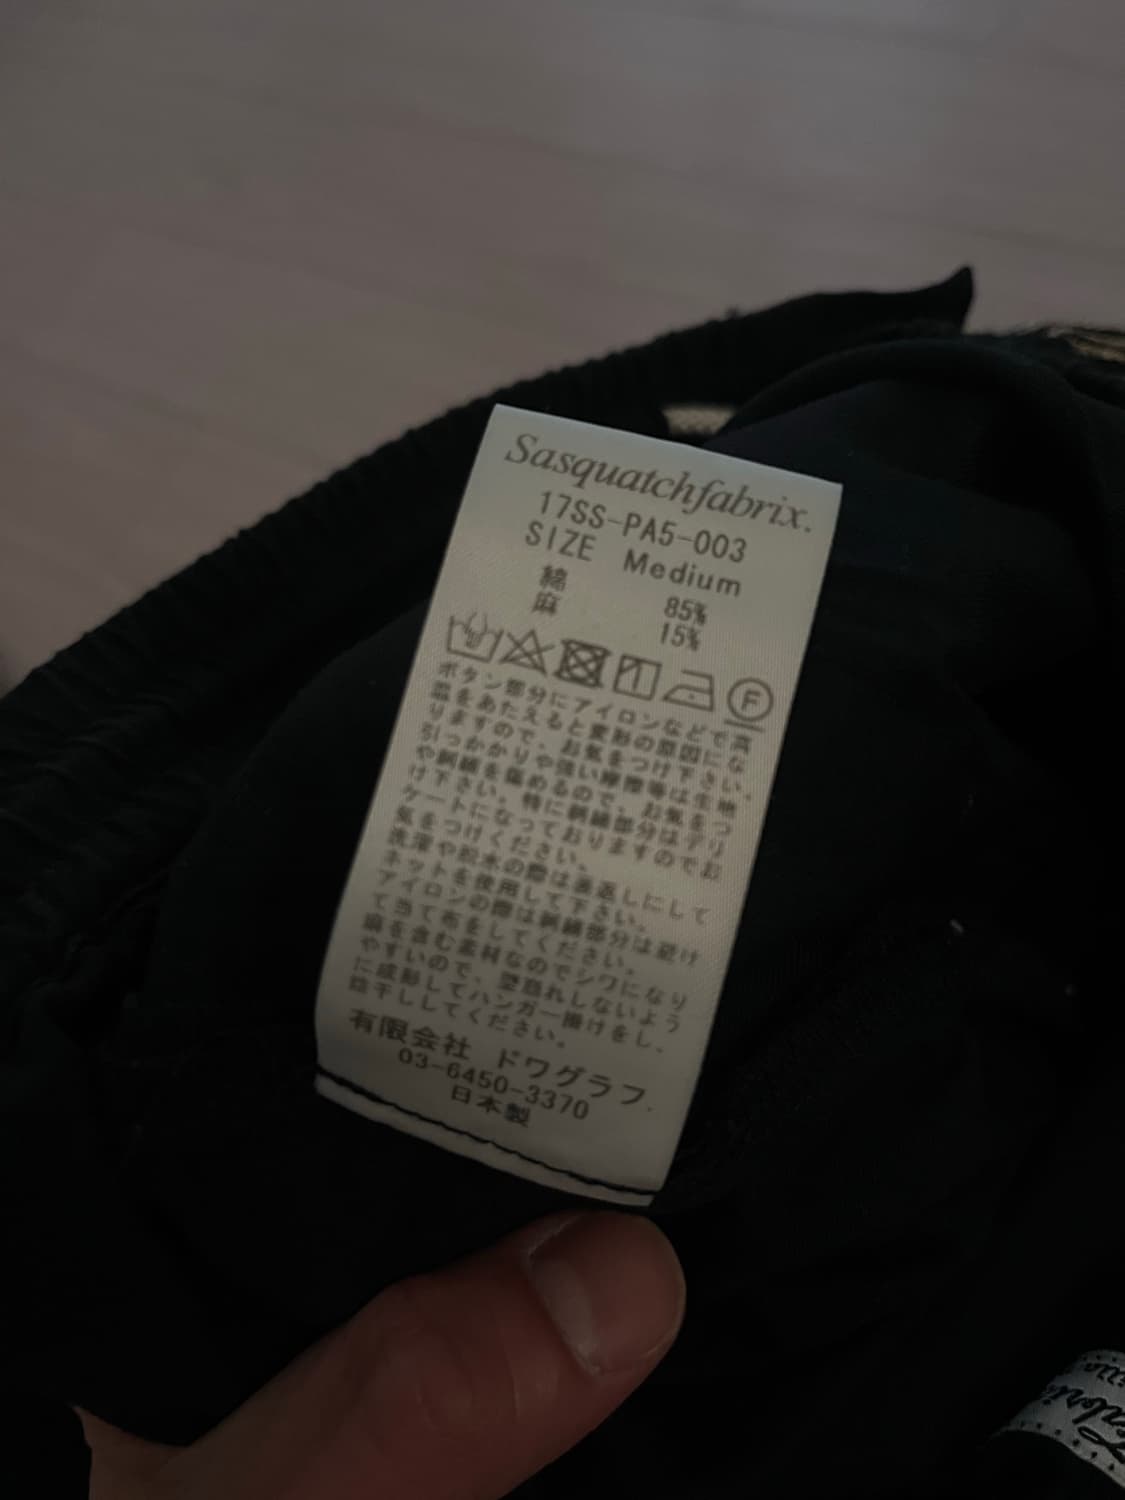 Sasquatchfabrix.
17SS-PA5-003
SIZE Medium
綿 85%
麻 15%
F
ボタン部分にアイロンなどで高
温をあたえると変形の原因にな
りますので、お気をつけ下さい。
引っかかりや強い摩擦等は生地
や刺繍を傷めるので、お気をつ
け下さい。特に刺繍部分はデリ
ケートになっておりますのでお
気をつけください。
洗濯や脱水の際は裏返しにして
ネットを使用して下さい。
アイロンの際は刺繍部分は避け
て当て布をしてください。
麻を含む素材なのでシワになり
やすいので、型崩れしないよう
に成形してハンガー掛けをし、
陰干ししてください。
有限会社 ドワグラフ.
03-6450-3370
日本製